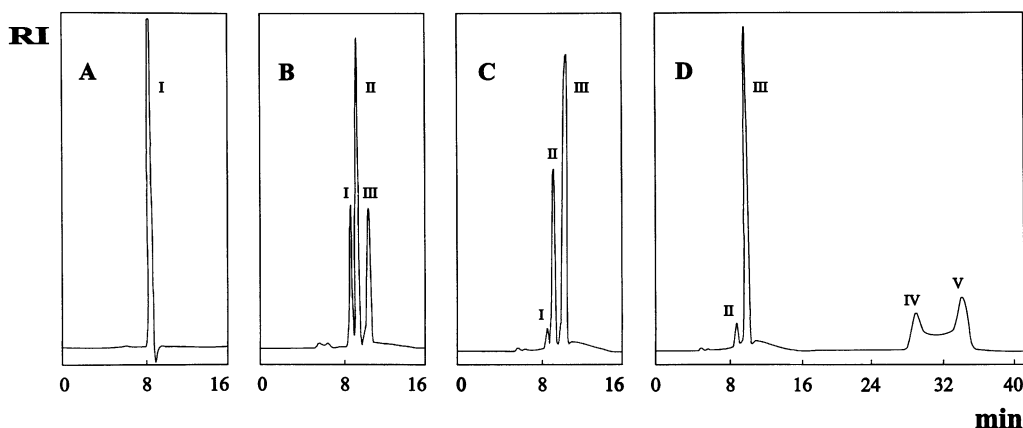 RI
A
I
B
I
II
III
C
I
II
III
D
II
III
IV
V
0 8 16
0 8 16
0 8 16
0 8 16 24 32 40
min